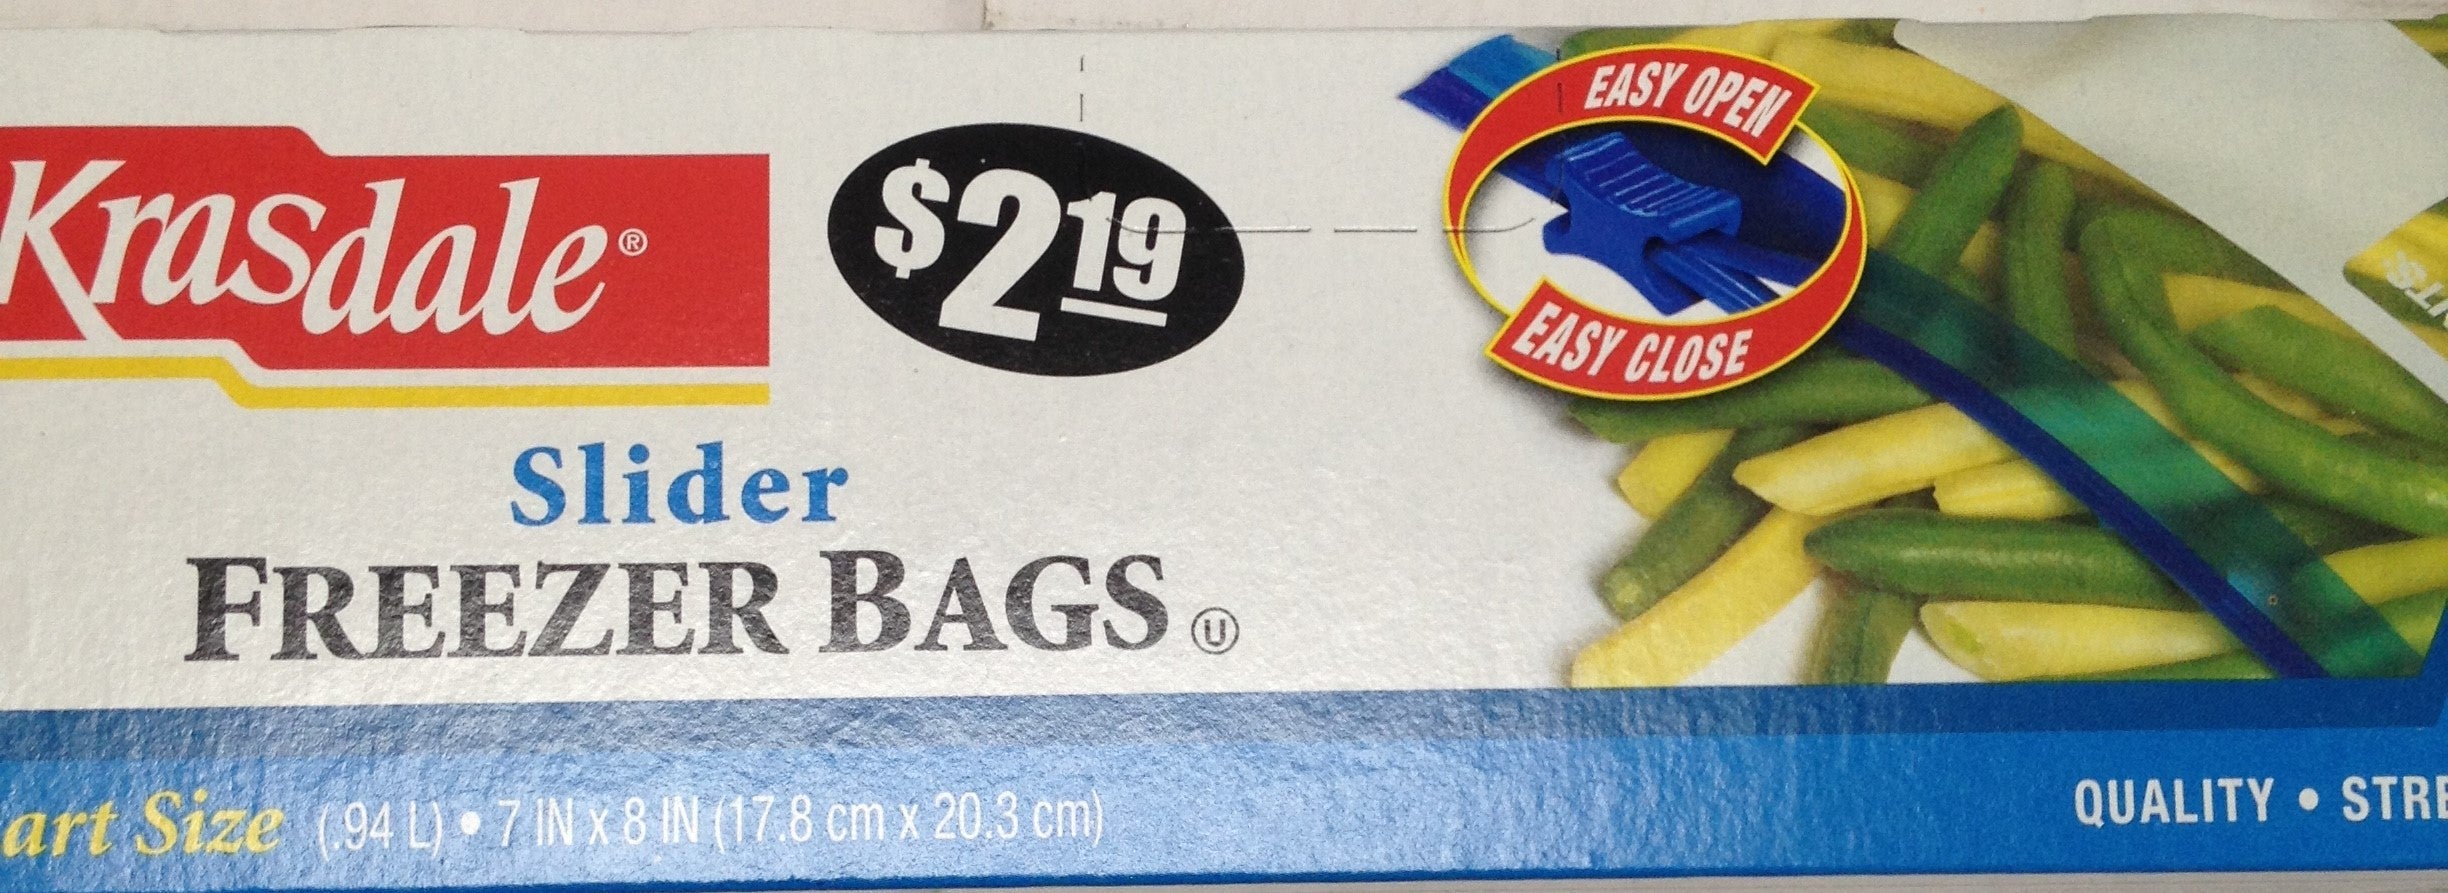 Krasdale®
$2.19
EASY OPEN
EASY CLOSE
Slider
FREEZER BAGS Ⓤ
art Size (.94 L) • 7 IN x 8 IN (17.8 cm x 20.3 cm)
QUALITY • STRE